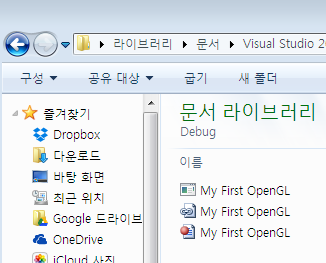 라이브러리 ▸ 문서 ▸ Visual Studio 20
구성 공유 대상 굽기 새 폴더
즐겨찾기
Dropbox
다운로드
바탕 화면
최근 위치
Google 드라이브
OneDrive
iCloud 사진
문서 라이브러리
Debug
이름
My First OpenGL
My First OpenGL
My First OpenGL